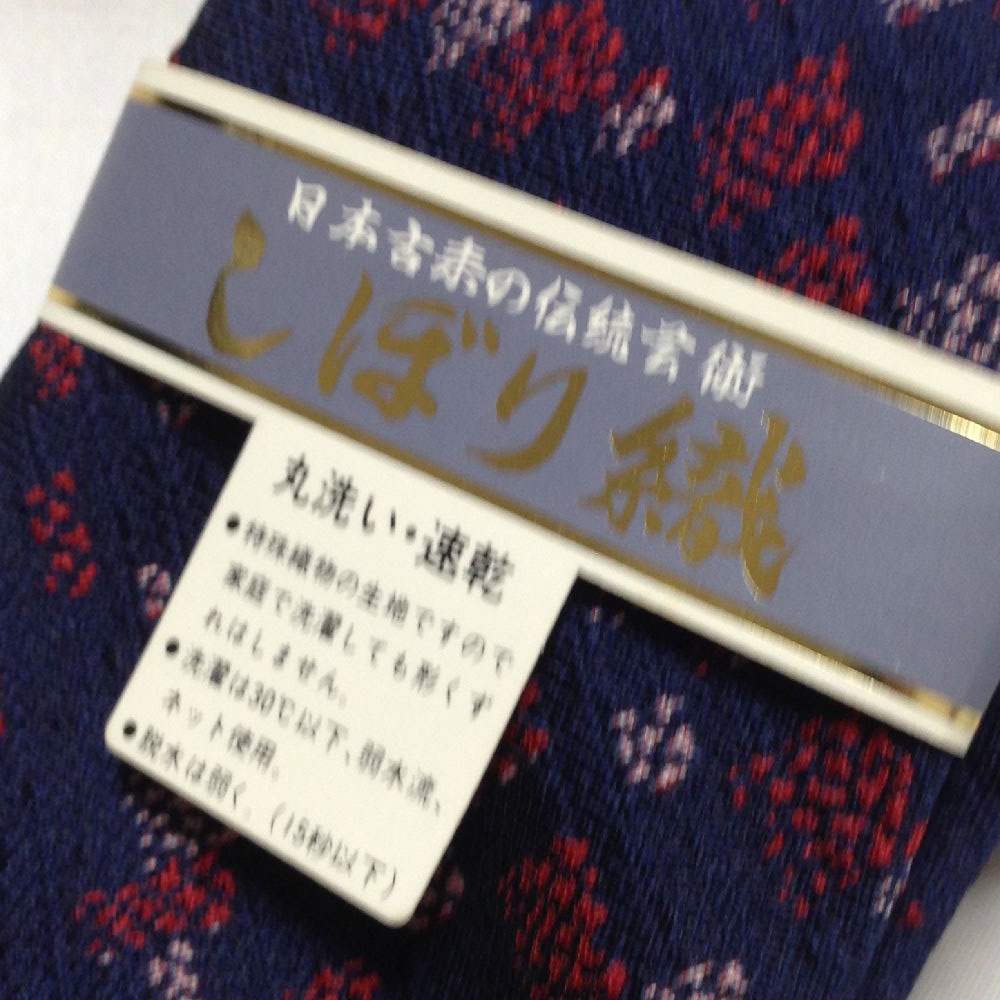 日本古来の伝統芸術
しぼり織
丸洗い・速乾
●特殊織物の生地ですので
家庭で洗濯しても形くず
れはしません。
●洗濯は30℃以下、弱水流、
ネット使用。
●脱水は弱く。(15秒以下)